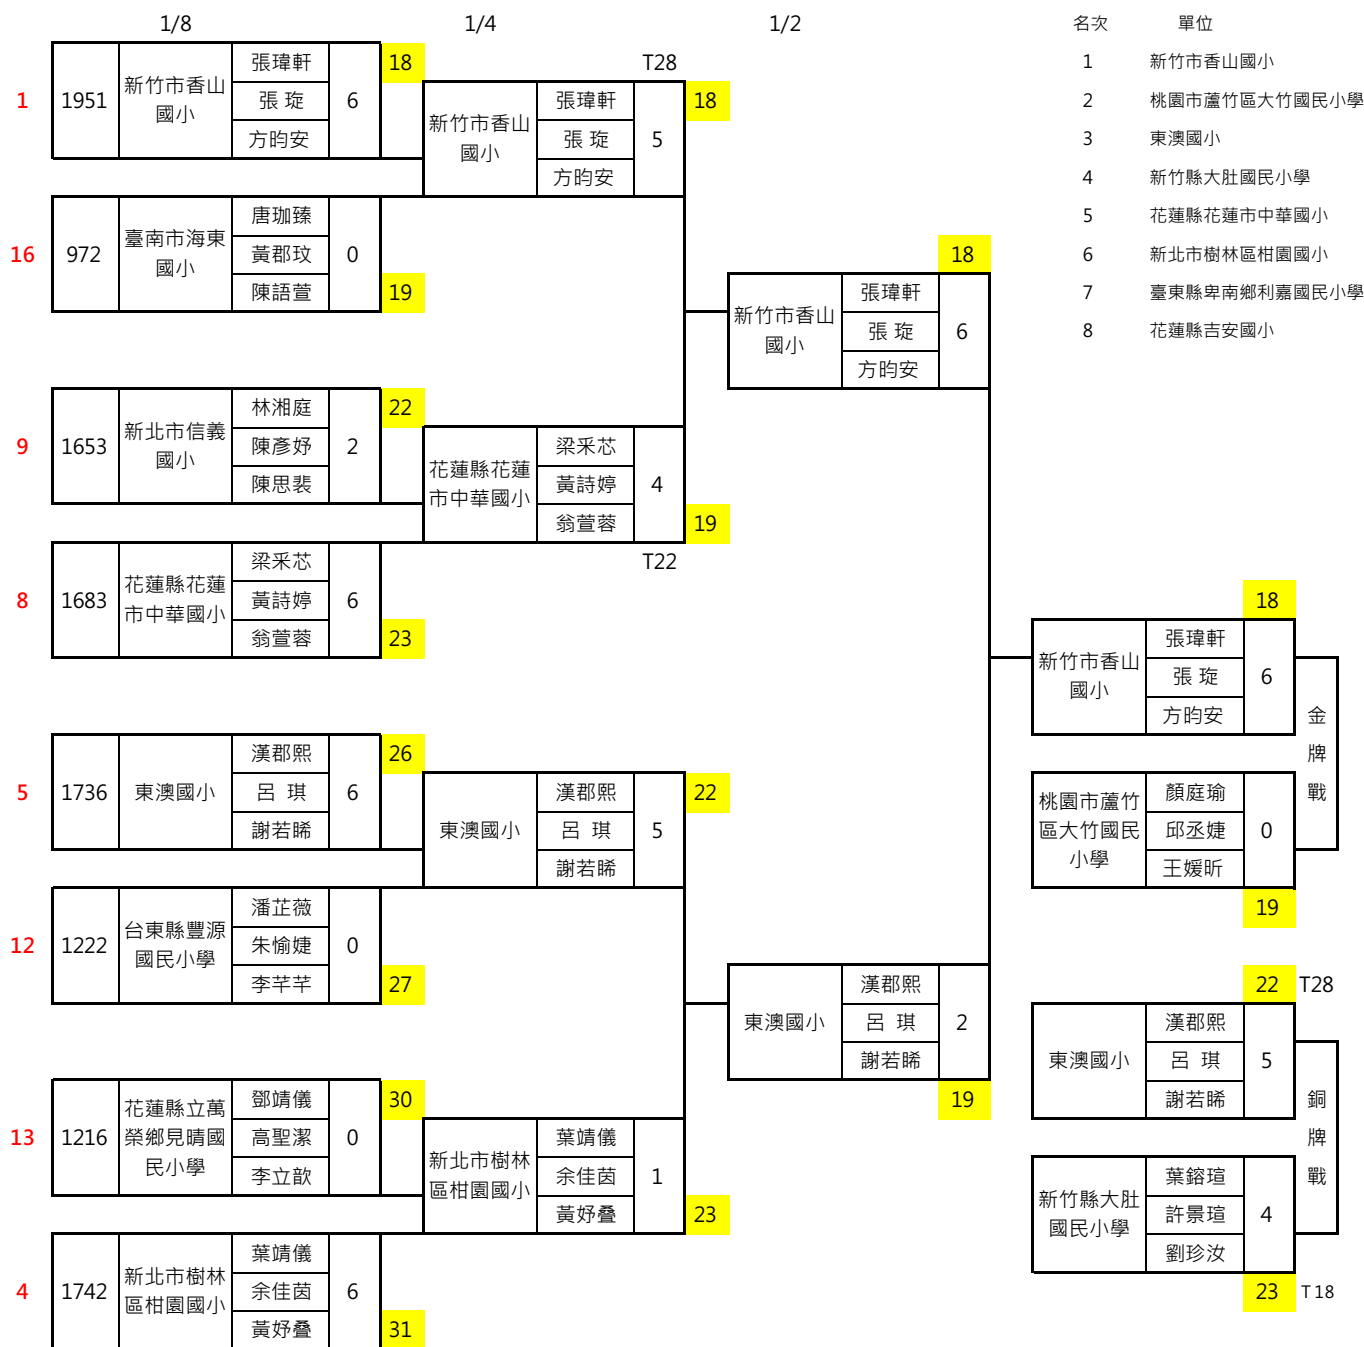 1/8
1/4
1/2
名次 單位
1 新竹市香山國小
2 桃園市蘆竹區大竹國民小學
3 東澳國小
4 新竹縣大肚國民小學
5 花蓮縣花蓮市中華國小
6 新北市樹林區柑園國小
7 臺東縣卑南鄉利嘉國民小學
8 花蓮縣吉安國小
1
1951
新竹市香山
國小
張瑋軒
張 琁
方昀安
6
18
16
972
臺南市海東
國小
唐珈臻
黃郡玟
陳語萱
0
19
9
1653
新北市信義
國小
林湘庭
陳彥妤
陳思裴
2
22
8
1683
花蓮縣花蓮
市中華國小
梁采芯
黃詩婷
翁萱蓉
6
23
5
1736
東澳國小
漢郡熙
呂 琪
謝若晞
6
26
12
1222
台東縣豐源
國民小學
潘芷薇
朱愉婕
李芊芊
0
27
13
1216
花蓮縣立萬
榮鄉見晴國
民小學
鄧靖儀
高聖潔
李立歆
0
30
4
1742
新北市樹林
區柑園國小
葉靖儀
余佳茵
黃妤叠
6
31
T28
新竹市香山
國小
張瑋軒
張 琁
方昀安
5
18
花蓮縣花蓮
市中華國小
梁采芯
黃詩婷
翁萱蓉
4
19
T22
東澳國小
漢郡熙
呂 琪
謝若晞
5
22
新北市樹林
區柑園國小
葉靖儀
余佳茵
黃妤叠
1
23
18
新竹市香山
國小
張瑋軒
張 琁
方昀安
6
東澳國小
漢郡熙
呂 琪
謝若晞
2
19
18
新竹市香山
國小
張瑋軒
張 琁
方昀安
6
金
牌
戰
桃園市蘆竹
區大竹國民
小學
顏庭瑜
邱丞婕
王媛昕
0
19
22 T28
東澳國小
漢郡熙
呂 琪
謝若晞
5
銅
牌
戰
新竹縣大肚
國民小學
葉鎔瑄
許景瑄
劉珍汝
4
23 T18